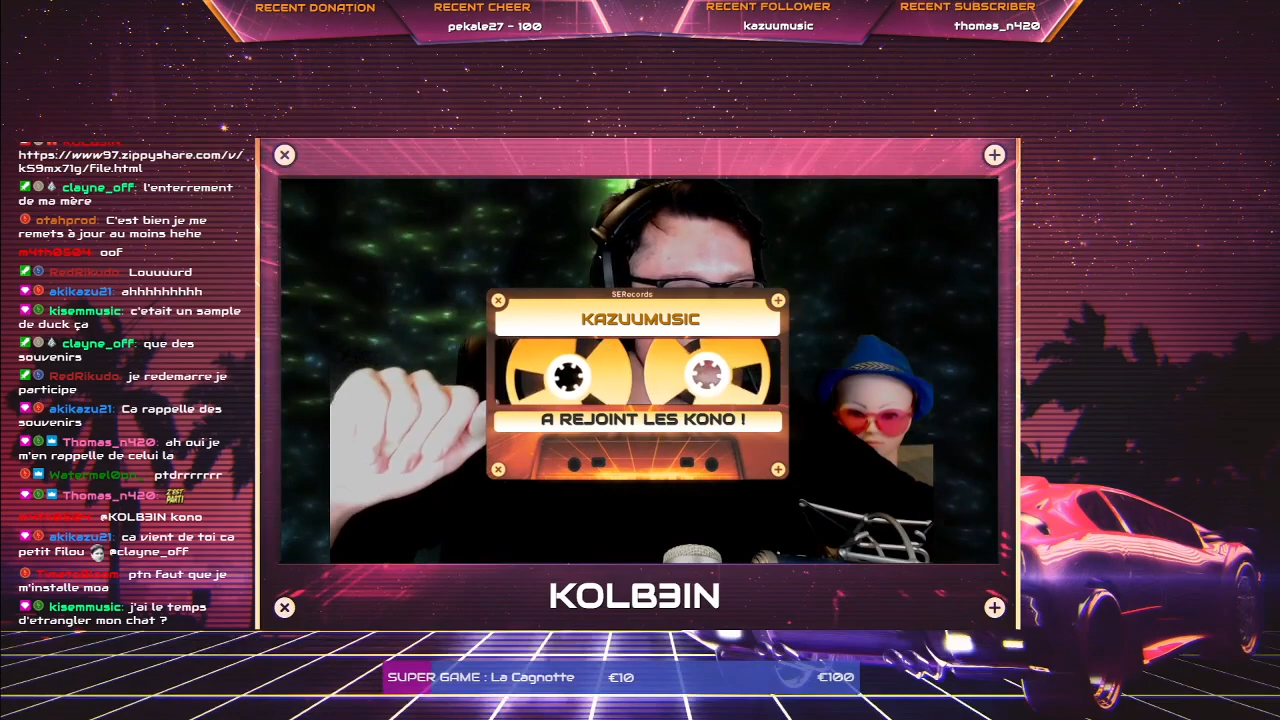 RECENT DONATION
RECENT CHEER
pekale27 - 100
RECENT FOLLOWER
kazuumusic
RECENT SUBSCRIBER
thomas_n420
https://www97.zippyshare.com/v/
kS9mx71g/file.html
clayne_off: l'enterrement
de ma mère
otahprod: C'est bien je me
remets à jour au moins hehe
m4th0504: oof
RedRikudo: Louuuurd
akikazu21: ahhhhhhhhh
kisemmusic: c'etait un sample
de duck ça
clayne_off: que des
souvenirs
RedRikudo: je redemarre je
participe
akikazu21: Ca rappelle des
souvenirs
Thomas_n420: ah oui je
m'en rappelle de celui la
ptdrrrrrrr
Thomas_n420: C'EST PARTI
@KOLB3IN kono
akikazu21: ca vient de toi ca
petit filou @clayne_off
ptn faut que je
m'installe moa
kisemmusic: j'ai le temps
d'etrangler mon chat ?
SERecords
KAZUUMUSIC
A REJOINT LES KONO !
KOLB3IN
SUPER GAME : La Cagnotte €10 €100